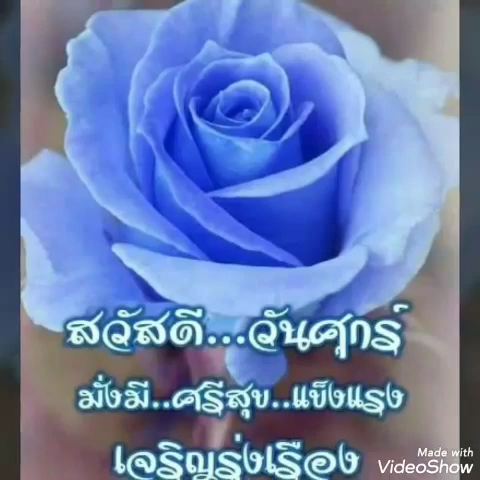 สวัสดี...วันศุกร์
มั่งมี..ศรีสุข..แข็งแรง
เจริญรุ่งเรือง
Made with
VideoShow